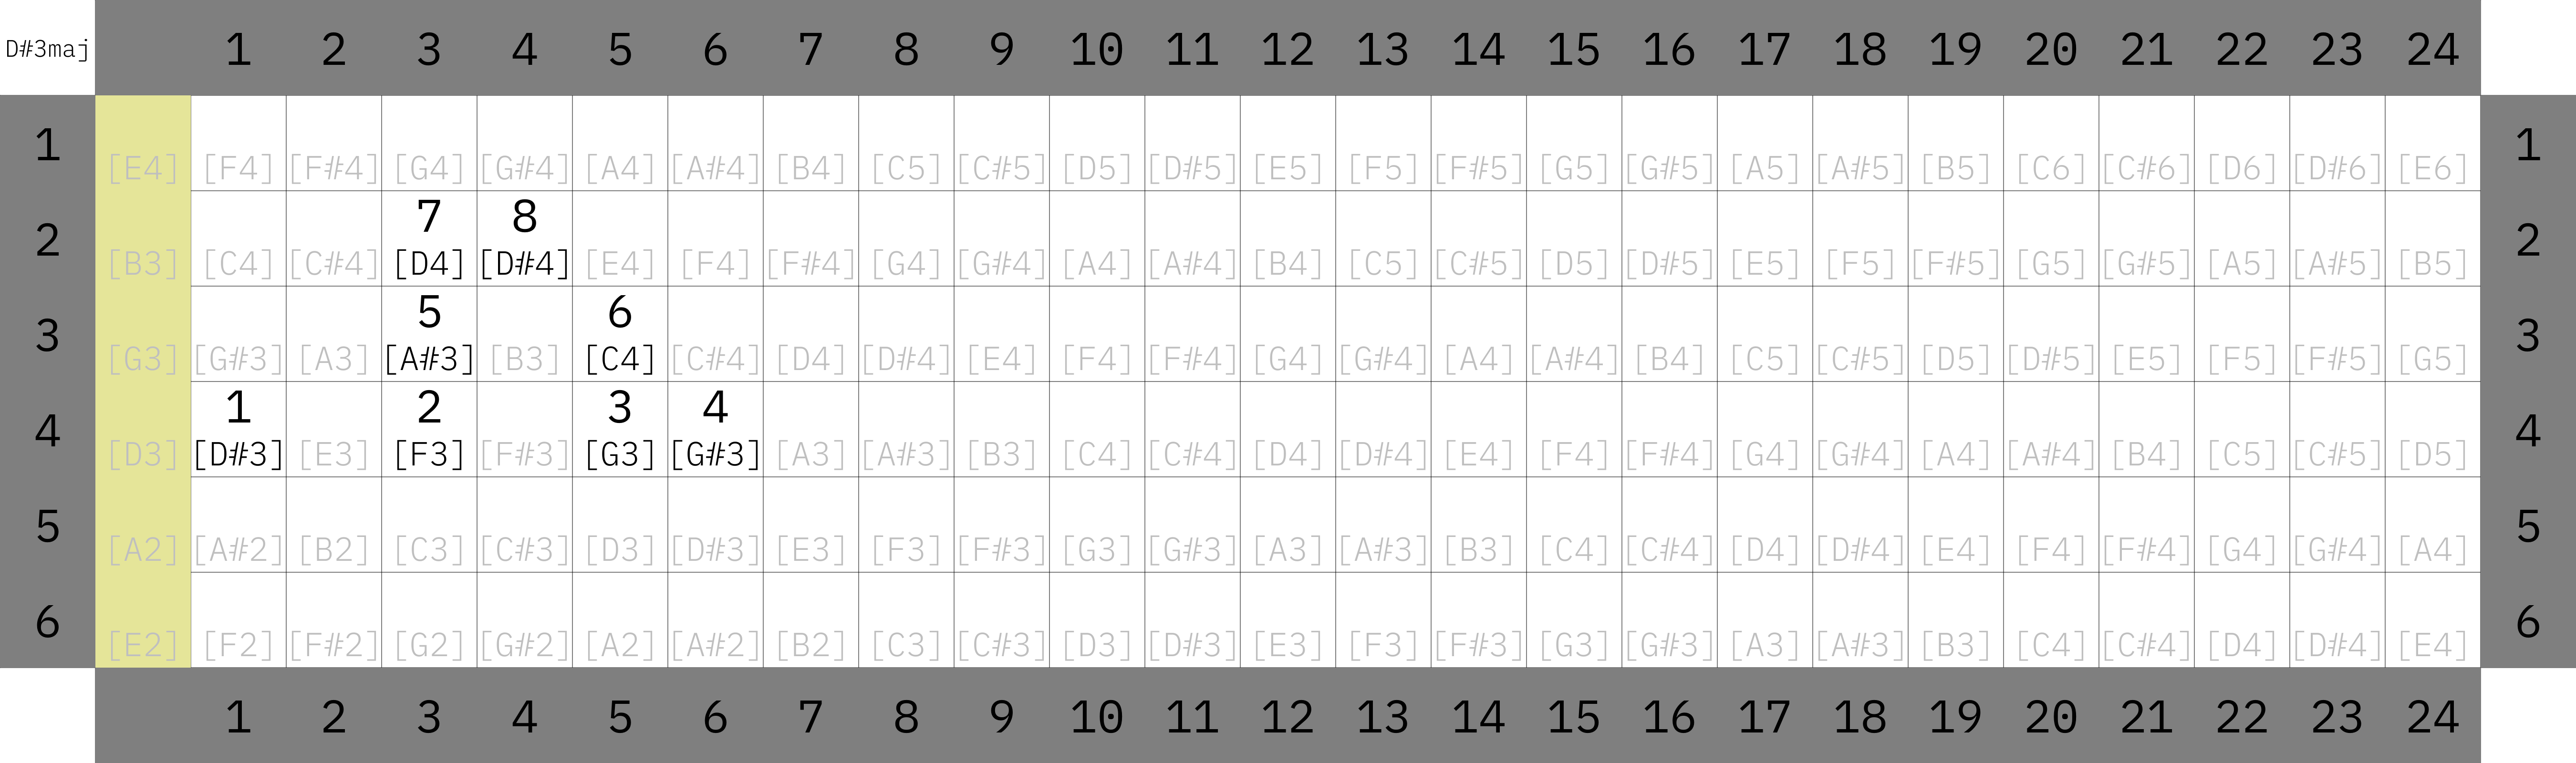 D#3maj 1 2 3 4 5 6 7 8 9 10 11 12 13 14 15 16 17 18 19 20 21 22 23 24
1 [E4] [F4] [F#4] [G4] [G#4] [A4] [A#4] [B4] [C5] [C#5] [D5] [D#5] [E5] [F5] [F#5] [G5] [G#5] [A5] [A#5] [B5] [C6] [C#6] [D6] [D#6] [E6] 1
7 8
2 [B3] [C4] [C#4] [D4] [D#4] [E4] [F4] [F#4] [G4] [G#4] [A4] [A#4] [B4] [C5] [C#5] [D5] [D#5] [E5] [F5] [F#5] [G5] [G#5] [A5] [A#5] [B5] 2
5 6
3 [G3] [G#3] [A3] [A#3] [B3] [C4] [C#4] [D4] [D#4] [E4] [F4] [F#4] [G4] [G#4] [A4] [A#4] [B4] [C5] [C#5] [D5] [D#5] [E5] [F5] [F#5] [G5] 3
1 2 3 4
4 [D3] [D#3] [E3] [F3] [F#3] [G3] [G#3] [A3] [A#3] [B3] [C4] [C#4] [D4] [D#4] [E4] [F4] [F#4] [G4] [G#4] [A4] [A#4] [B4] [C5] [C#5] [D5] 4
5 [A2] [A#2] [B2] [C3] [C#3] [D3] [D#3] [E3] [F3] [F#3] [G3] [G#3] [A3] [A#3] [B3] [C4] [C#4] [D4] [D#4] [E4] [F4] [F#4] [G4] [G#4] [A4] 5
6 [E2] [F2] [F#2] [G2] [G#2] [A2] [A#2] [B2] [C3] [C#3] [D3] [D#3] [E3] [F3] [F#3] [G3] [G#3] [A3] [A#3] [B3] [C4] [C#4] [D4] [D#4] [E4] 6
1 2 3 4 5 6 7 8 9 10 11 12 13 14 15 16 17 18 19 20 21 22 23 24